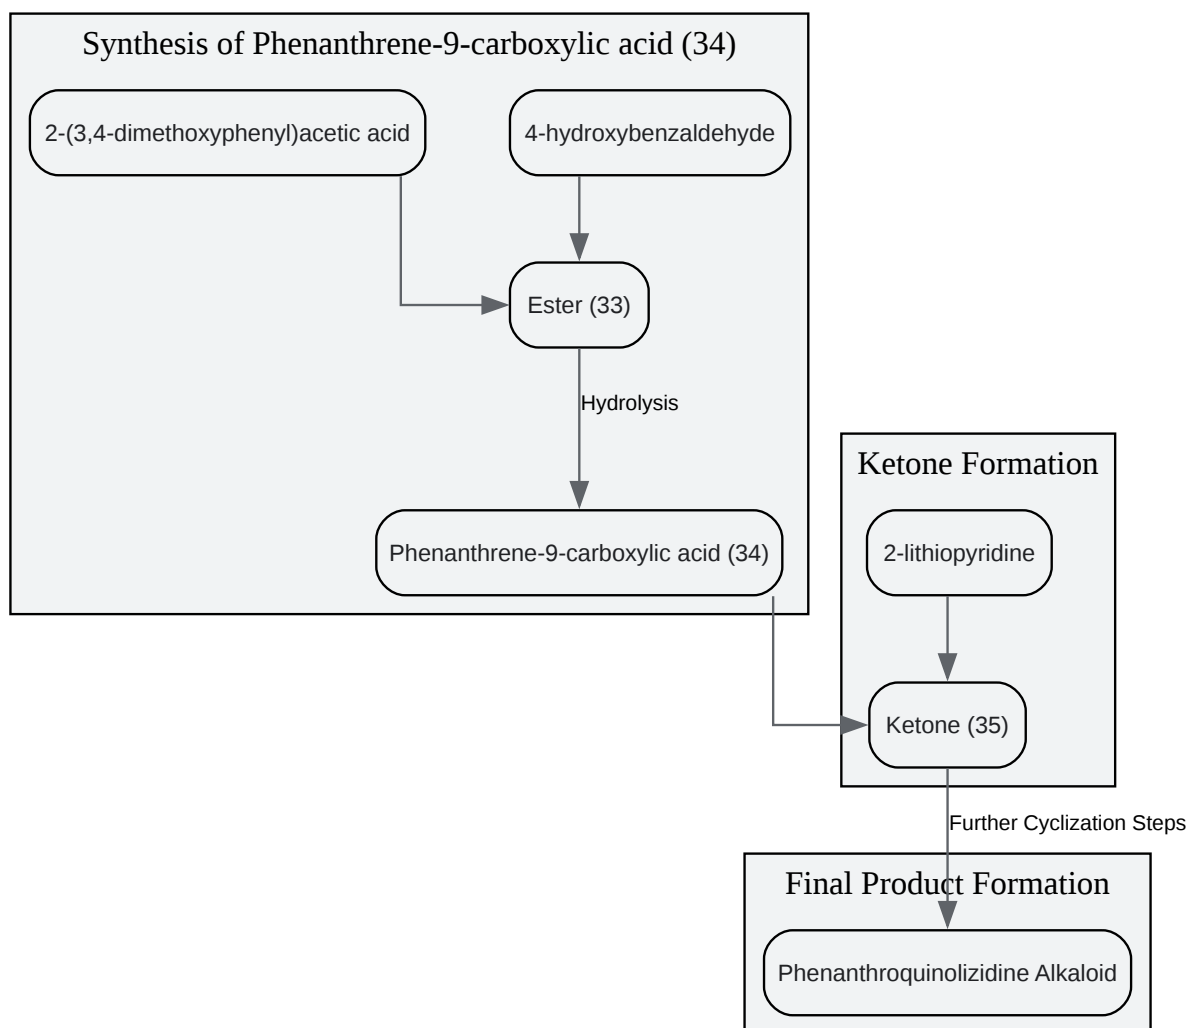 Synthesis of Phenanthrene-9-carboxylic acid (34)
2-(3,4-dimethoxyphenyl)acetic acid
4-hydroxybenzaldehyde
Ester (33)
Hydrolysis
Phenanthrene-9-carboxylic acid (34)
Ketone Formation
2-lithiopyridine
Ketone (35)
Further Cyclization Steps
Final Product Formation
Phenanthroquinolizidine Alkaloid